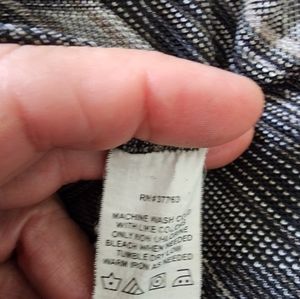 RN#37763
MACHINE WASH COLD
WITH LIKE COLORS
ONLY NON-CHLORINE
BLEACH WHEN NEEDED
TUMBLE DRY LOW
WARM IRON AS NEEDED